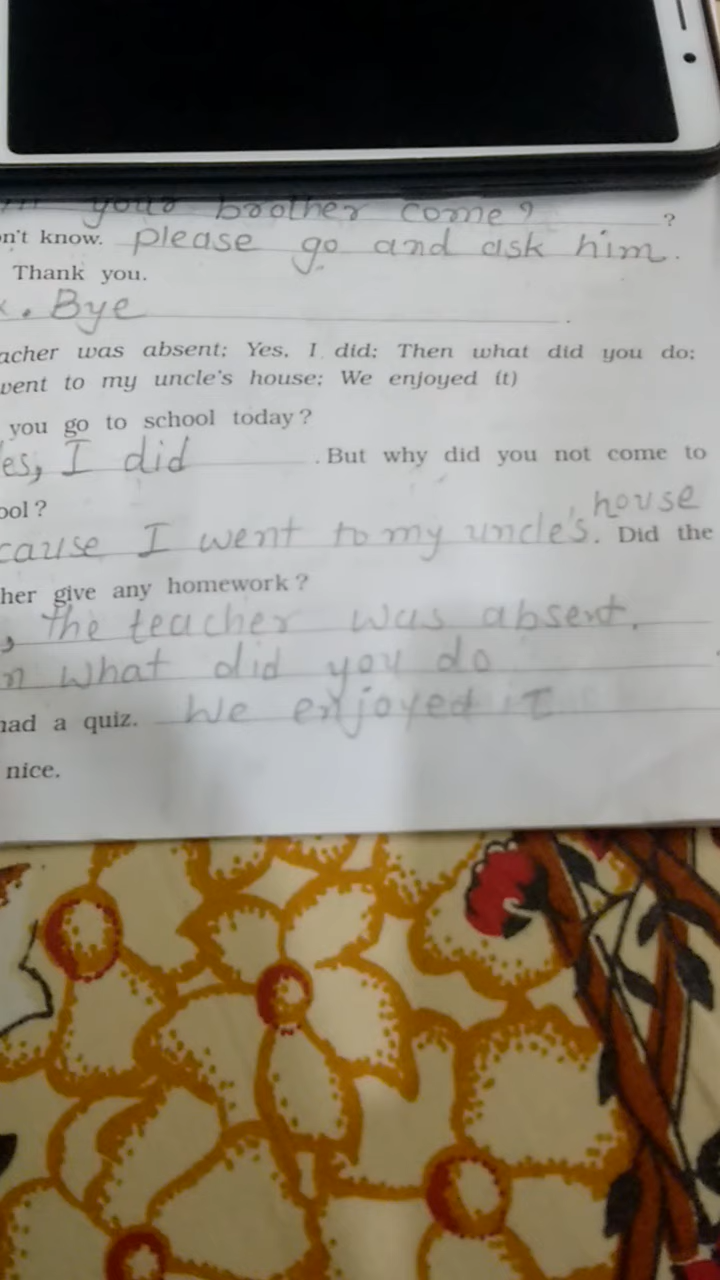 your brother come? ?
n't know. please go and ask him.
Thank you.
. Bye .
acher was absent; Yes, I did; Then what did you do;
vent to my uncle's house; We enjoyed it)
you go to school today?
es, I did . But why did you not come to
ool?
house
cause I went to my uncle's. Did the
her give any homework?
, the teacher was absent.
n what did you do
had a quiz. We enjoyed it
nice.